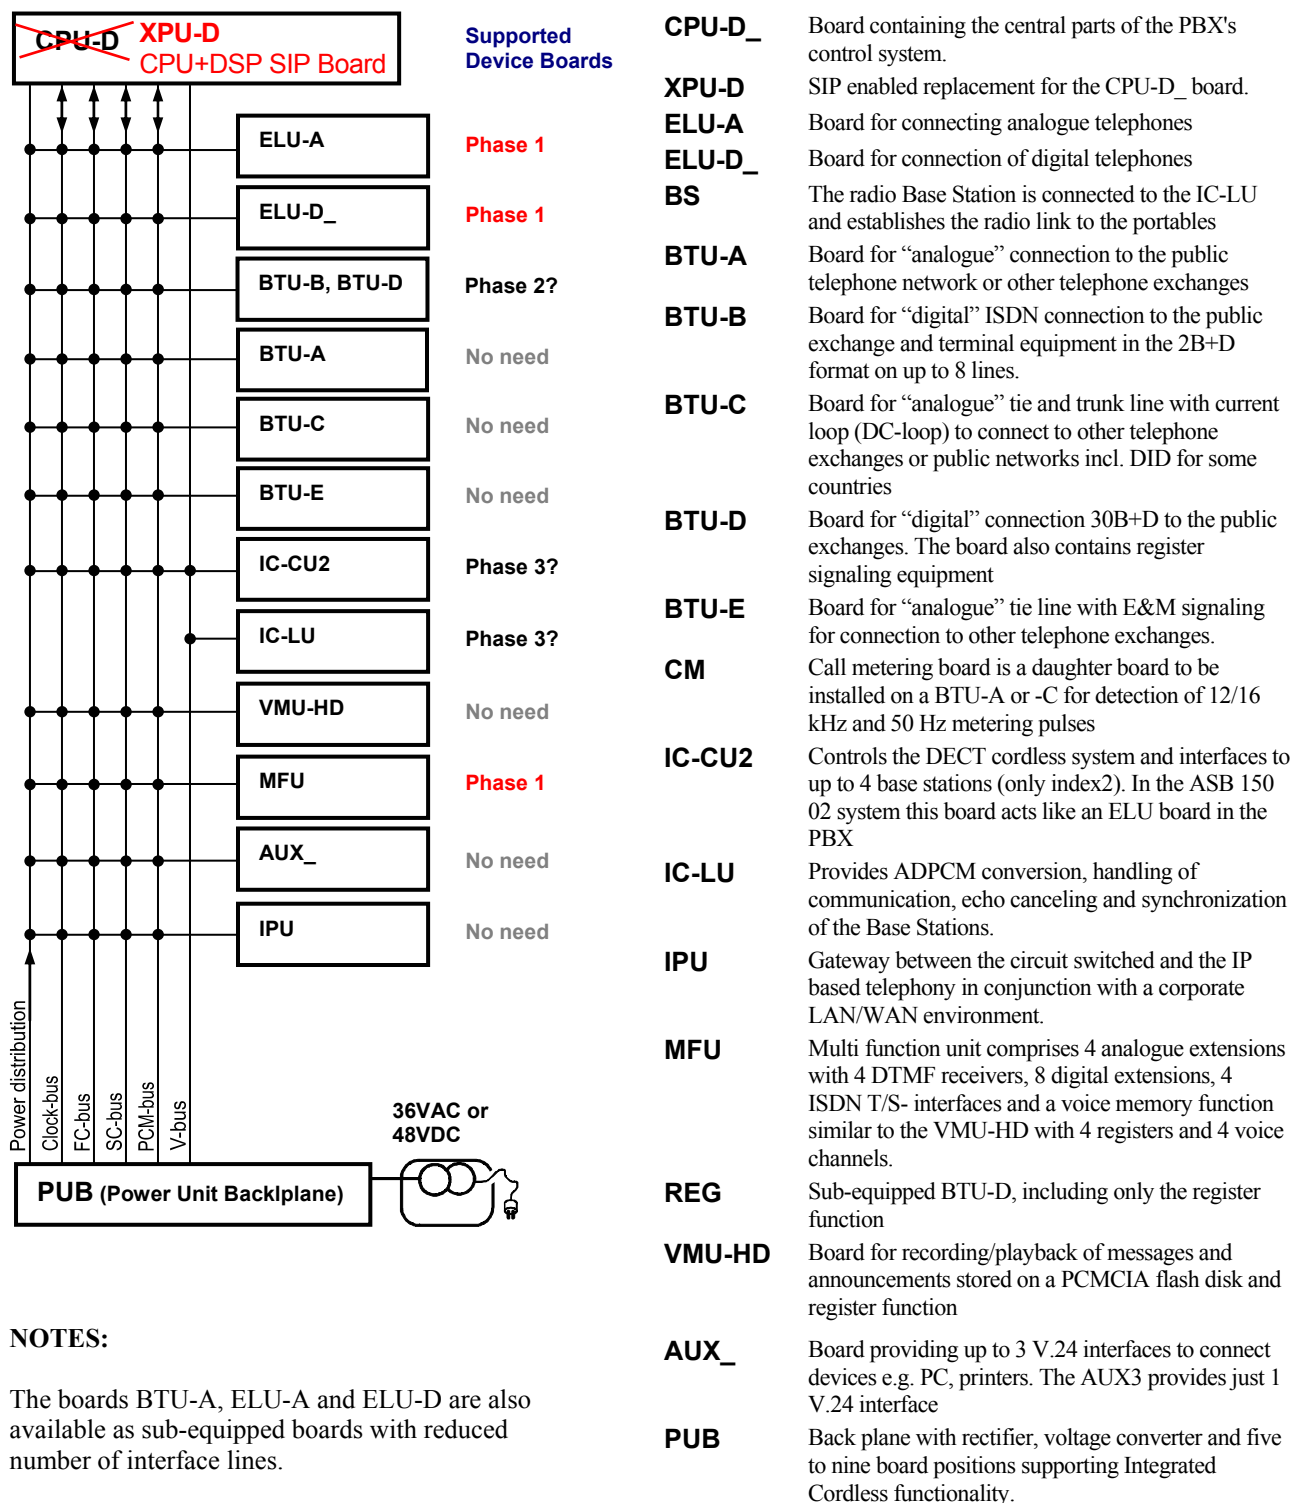 CPU-D XPU-D
CPU+DSP SIP Board
Supported
Device Boards
ELU-A
Phase 1
ELU-D_
Phase 1
BTU-B, BTU-D
Phase 2?
BTU-A
No need
BTU-C
No need
BTU-E
No need
IC-CU2
Phase 3?
IC-LU
Phase 3?
VMU-HD
No need
MFU
Phase 1
AUX_
No need
IPU
No need
Power distribution
Clock-bus
FC-bus
SC-bus
PCM-bus
V-bus
36VAC or
48VDC
PUB (Power Unit Backlplane)
NOTES:
The boards BTU-A, ELU-A and ELU-D are also
available as sub-equipped boards with reduced
number of interface lines.
CPU-D_ Board containing the central parts of the PBX's
control system.
XPU-D SIP enabled replacement for the CPU-D_ board.
ELU-A Board for connecting analogue telephones
ELU-D_ Board for connection of digital telephones
BS The radio Base Station is connected to the IC-LU
and establishes the radio link to the portables
BTU-A Board for “analogue” connection to the public
telephone network or other telephone exchanges
BTU-B Board for “digital” ISDN connection to the public
exchange and terminal equipment in the 2B+D
format on up to 8 lines.
BTU-C Board for “analogue” tie and trunk line with current
loop (DC-loop) to connect to other telephone
exchanges or public networks incl. DID for some
countries
BTU-D Board for “digital” connection 30B+D to the public
exchanges. The board also contains register
signaling equipment
BTU-E Board for “analogue” tie line with E&M signaling
for connection to other telephone exchanges.
CM Call metering board is a daughter board to be
installed on a BTU-A or -C for detection of 12/16
kHz and 50 Hz metering pulses
IC-CU2 Controls the DECT cordless system and interfaces to
up to 4 base stations (only index2). In the ASB 150
02 system this board acts like an ELU board in the
PBX
IC-LU Provides ADPCM conversion, handling of
communication, echo canceling and synchronization
of the Base Stations.
IPU Gateway between the circuit switched and the IP
based telephony in conjunction with a corporate
LAN/WAN environment.
MFU Multi function unit comprises 4 analogue extensions
with 4 DTMF receivers, 8 digital extensions, 4
ISDN T/S- interfaces and a voice memory function
similar to the VMU-HD with 4 registers and 4 voice
channels.
REG Sub-equipped BTU-D, including only the register
function
VMU-HD Board for recording/playback of messages and
announcements stored on a PCMCIA flash disk and
register function
AUX_ Board providing up to 3 V.24 interfaces to connect
devices e.g. PC, printers. The AUX3 provides just 1
V.24 interface
PUB Back plane with rectifier, voltage converter and five
to nine board positions supporting Integrated
Cordless functionality.